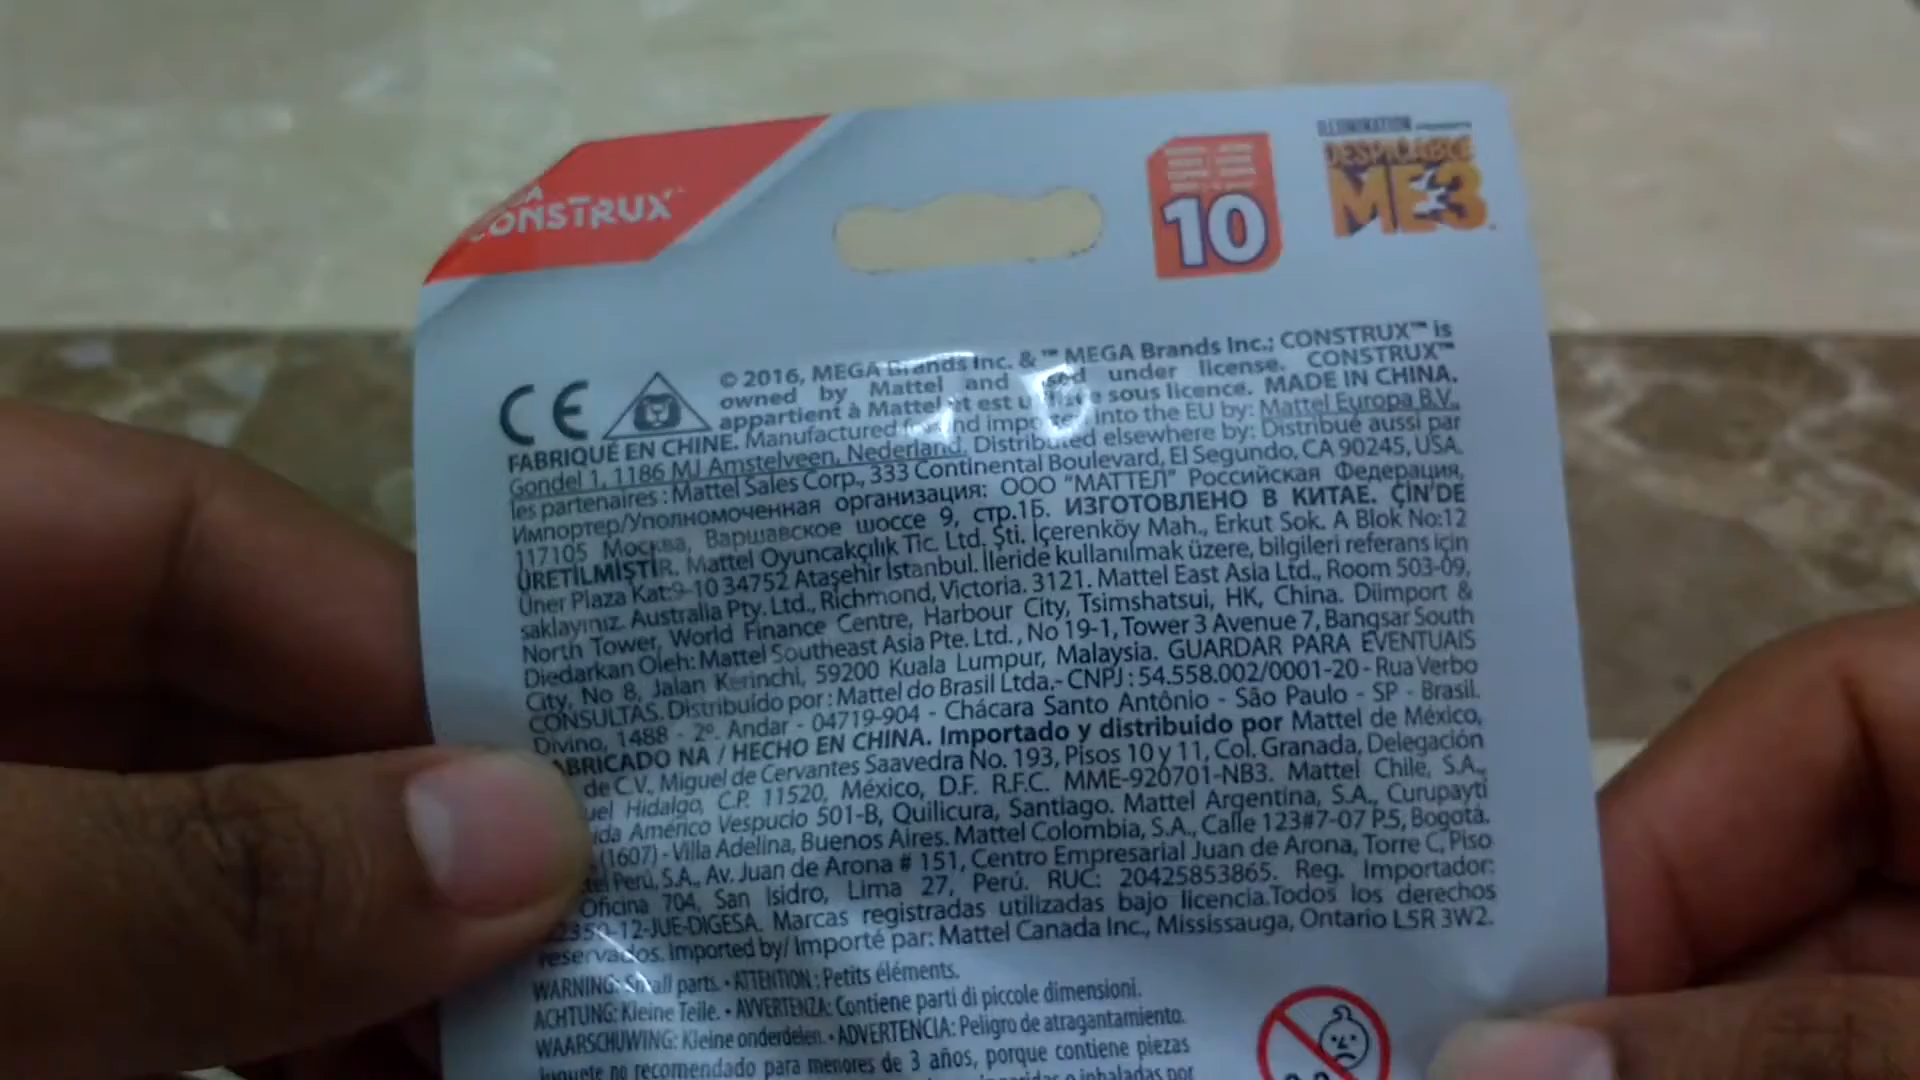 CONSTRUX
10
ILLUMINATION
DESPICABLE
ME3
CE
© 2016, MEGA Brands Inc. & ™ MEGA Brands Inc.; CONSTRUX™ is
owned by Mattel and used under license. CONSTRUX™
appartient à Mattel et est sous licence. MADE IN CHINA.
FABRIQUÉ EN CHINE. Manufactured for and imported into the EU by: Mattel Europa B.V.,
Gondel 1, 1186 MJ Amstelveen, Nederland. Distributed elsewhere by: Distribué aussi par
les partenaires : Mattel Sales Corp., 333 Continental Boulevard, El Segundo, CA 90245, USA.
Импортер/Уполномоченная организация: ООО "МАТТЕЛ" Российская Федерация,
117105 Москва, Варшавское шоссе 9, стр.1Б. ИЗГОТОВЛЕНО В КИТАЕ. ÇİN'DE
ÜRETİLMİŞTİR. Mattel Oyuncakçılık Tic. Ltd. Şti. İçerenköy Mah., Erkut Sok. A Blok No:12
Üner Plaza Kat:9-10 34752 Ataşehir İstanbul. İleride kullanılmak üzere, bilgileri referans için
saklayınız. Australia Pty. Ltd., Richmond, Victoria. 3121. Mattel East Asia Ltd., Room 503-09,
North Tower, World Finance Centre, Harbour City, Tsimshatsui, HK, China. Diimport &
Diedarkan Oleh: Mattel Southeast Asia Pte. Ltd., No 19-1, Tower 3 Avenue 7, Bangsar South
City, No 8, Jalan Kerinchi, 59200 Kuala Lumpur, Malaysia. GUARDAR PARA EVENTUAIS
CONSULTAS. Distribuído por : Mattel do Brasil Ltda.- CNPJ : 54.558.002/0001-20 - Rua Verbo
Divino, 1488 - 2º. Andar - 04719-904 - Chácara Santo Antônio - São Paulo - SP - Brasil.
ABRICADO NA / HECHO EN CHINA. Importado y distribuido por Mattel de México,
de C.V., Miguel de Cervantes Saavedra No. 193, Pisos 10 y 11, Col. Granada, Delegación
uel Hidalgo, C.P. 11520, México, D.F. R.F.C. MME-920701-NB3. Mattel Chile, S.A.,
ida Américo Vespucio 501-B, Quilicura, Santiago. Mattel Argentina, S.A., Curupaytí
(1607) - Villa Adelina, Buenos Aires. Mattel Colombia, S.A., Calle 123#7-07 P.5, Bogotá.
tel Perú, S.A., Av. Juan de Arona # 151, Centro Empresarial Juan de Arona, Torre C, Piso
Oficina 704, San Isidro, Lima 27, Perú. RUC: 20425853865. Reg. Importador:
-12-JUE-DIGESA. Marcas registradas utilizadas bajo licencia.Todos los derechos
reservados. Imported by/ Importé par: Mattel Canada Inc., Mississauga, Ontario L5R 3W2.
WARNING: Small parts. • ATTENTION : Petits éléments.
ACHTUNG: Kleine Teile. • AVVERTENZA: Contiene parti di piccole dimensioni.
WAARSCHUWING: Kleine onderdelen. • ADVERTENCIA: Peligro de atragantamiento.
Juguete no recomendado para menores de 3 años, porque contiene piezas
o inhaladas por